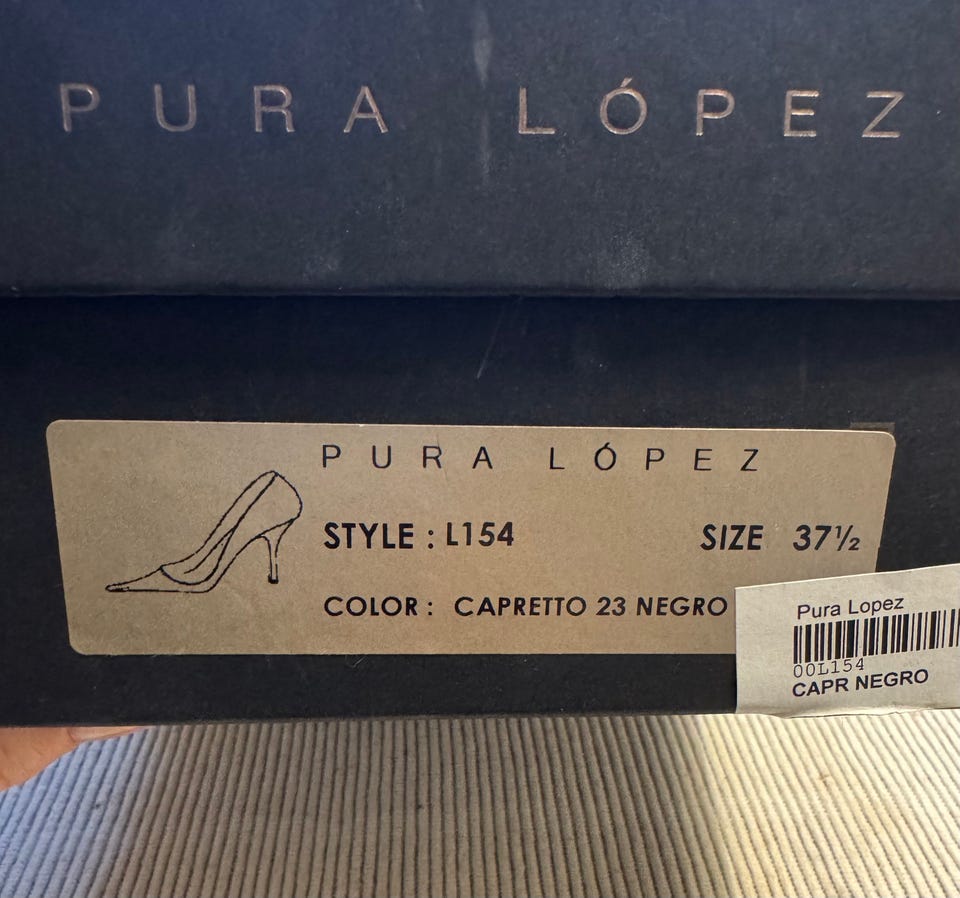 PURA LÓPEZ
PURA LÓPEZ
STYLE : L154 SIZE 37½
COLOR : CAPRETTO 23 NEGRO
Pura Lopez
00L154
CAPR NEGRO